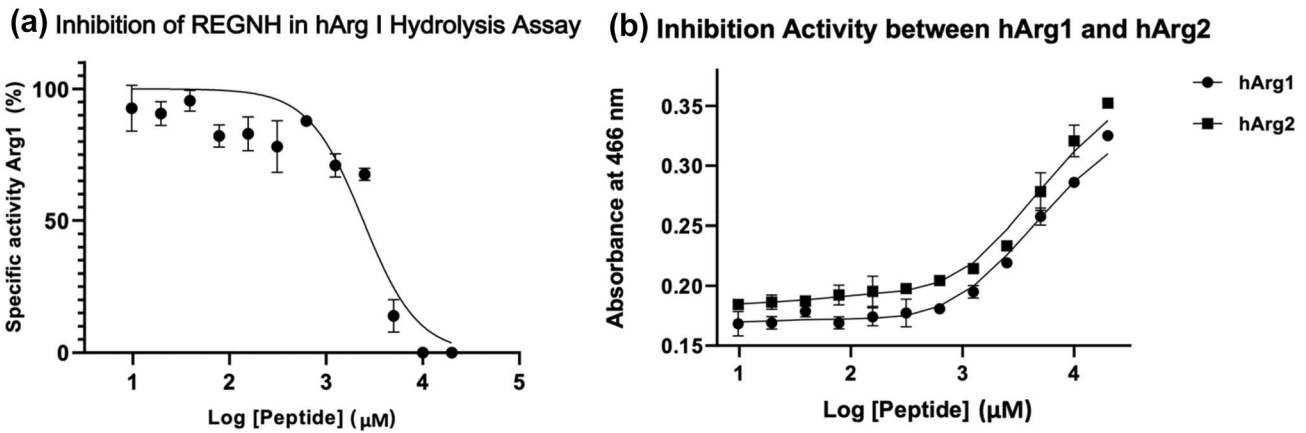 (a) Inhibition of REGNH in hArg I Hydrolysis Assay
Specific activity Arg1 (%)
100
50
0
1 2 3 4 5
Log [Peptide] (μM)
(b) Inhibition Activity between hArg1 and hArg2
Absorbance at 466 nm
0.35
0.30
0.25
0.20
0.15
1 2 3 4
Log [Peptide] (μM)
hArg1
hArg2